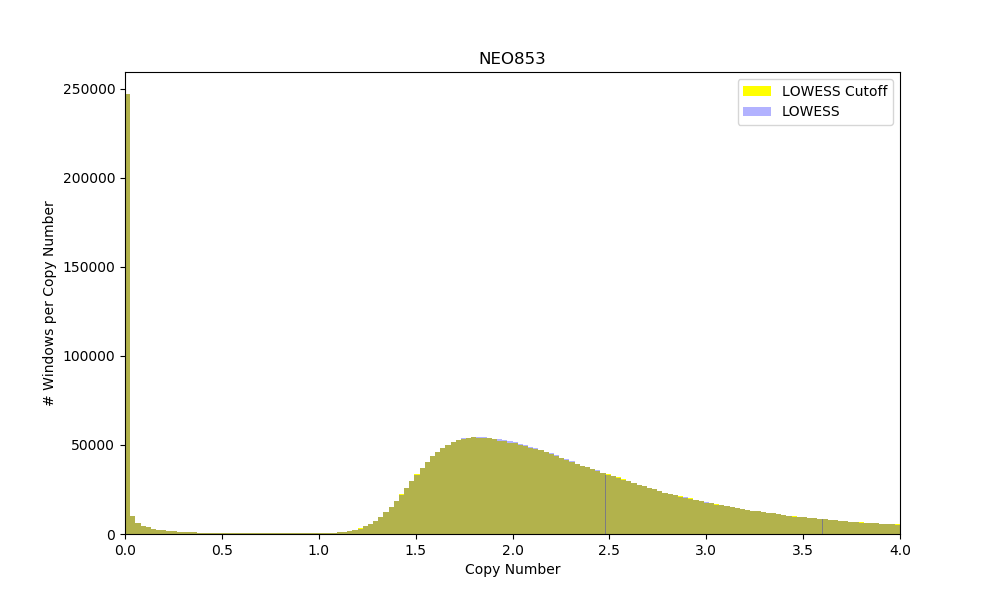 NEO853
LOWESS Cutoff
LOWESS
# Windows per Copy Number
250000
200000
150000
100000
50000
0
0.0 0.5 1.0 1.5 2.0 2.5 3.0 3.5 4.0
Copy Number